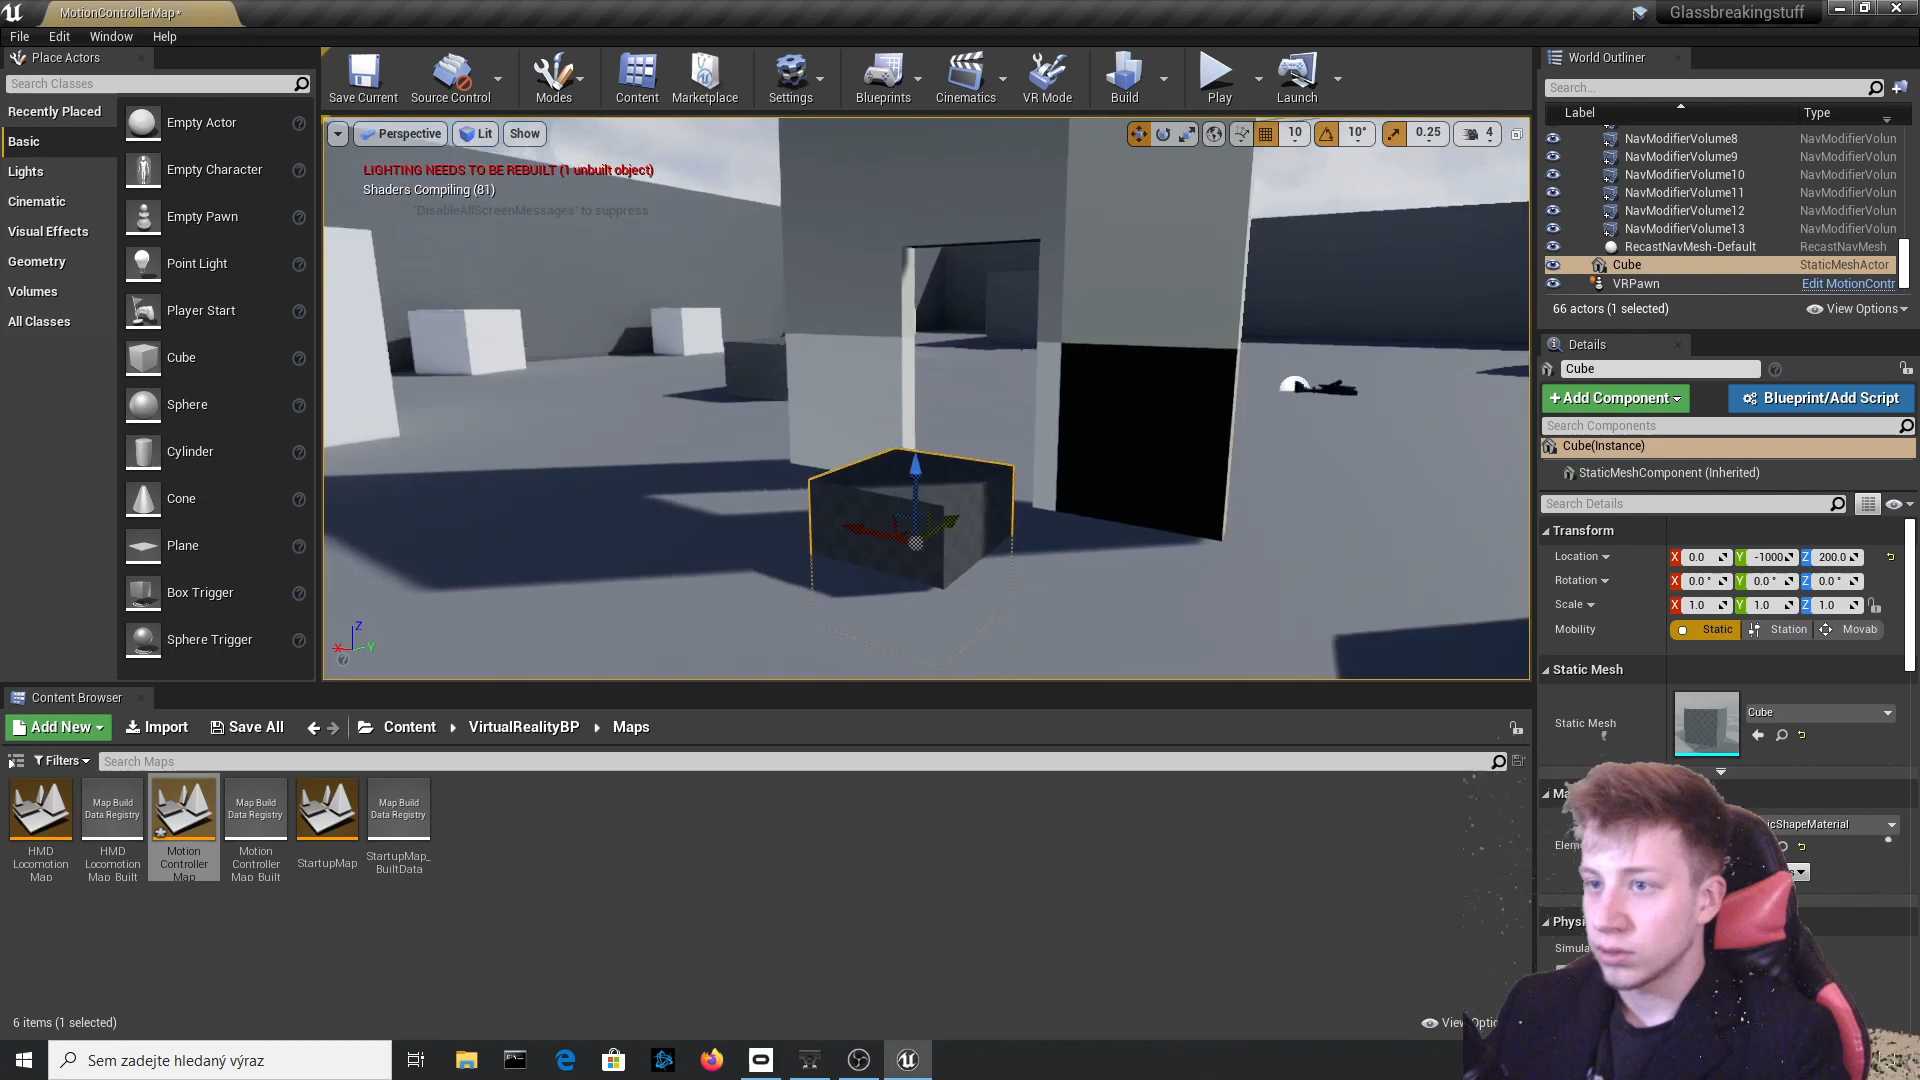 MotionControllerMap*
Glassbreakingstuff
File
Edit
Window
Help
Place Actors
Search Classes
Recently Placed
Basic
Lights
Cinematic
Visual Effects
Geometry
Volumes
All Classes
Empty Actor
Empty Character
Empty Pawn
Point Light
Player Start
Cube
Sphere
Cylinder
Cone
Plane
Box Trigger
Sphere Trigger
Save Current
Source Control
Modes
Content
Marketplace
Settings
Blueprints
Cinematics
VR Mode
Build
Play
Launch
Perspective
Lit
Show
10
10°
0.25
4
LIGHTING NEEDS TO BE REBUILT (1 unbuilt object)
Shaders Compiling (81)
'DisableAllScreenMessages' to suppress
Z
X
Y
World Outliner
Search...
Label
Type
NavModifierVolume8
NavModifierVolun
NavModifierVolume9
NavModifierVolun
NavModifierVolume10
NavModifierVolun
NavModifierVolume11
NavModifierVolun
NavModifierVolume12
NavModifierVolun
NavModifierVolume13
NavModifierVolun
RecastNavMesh-Default
RecastNavMesh
Cube
StaticMeshActor
VRPawn
Edit MotionContr
66 actors (1 selected)
View Options
Details
Cube
+ Add Component
Blueprint/Add Script
Search Components
Cube(Instance)
StaticMeshComponent (Inherited)
Search Details
Transform
Location
X 0.0 Y -1000 Z 200.0
Rotation
X 0.0 ° Y 0.0 ° Z 0.0 °
Scale
X 1.0 Y 1.0 Z 1.0
Mobility
Static
Station
Movab
Static Mesh
Static Mesh
Cube
Ma
icShapeMaterial
Eleme
s
Physi
Simula
Content Browser
Add New
Import
Save All
Content
VirtualRealityBP
Maps
Filters
Search Maps
HMD
Locomotion
Map
Map Build
Data Registry
HMD
Locomotion
Map Built
Motion
Controller
Map
Map Build
Data Registry
Motion
Controller
Map Built
StartupMap
Map Build
Data Registry
StartupMap_
BuiltData
6 items (1 selected)
View Optio
Sem zadejte hledaný výraz